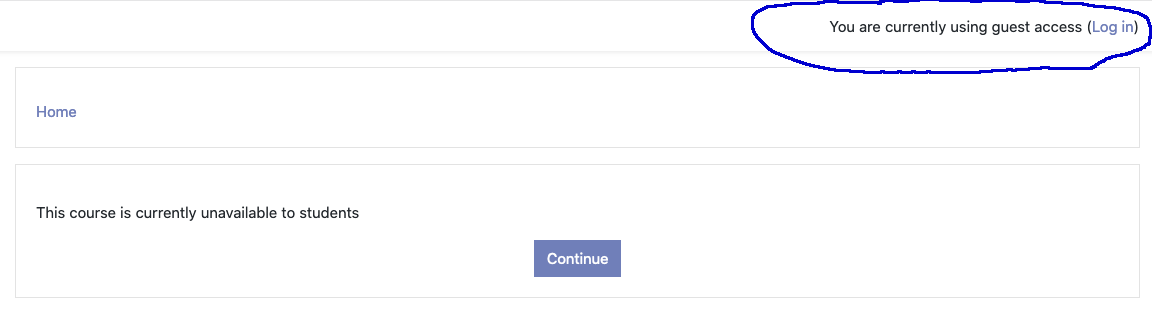 You are currently using guest access (Log in)
Home
This course is currently unavailable to students
Continue